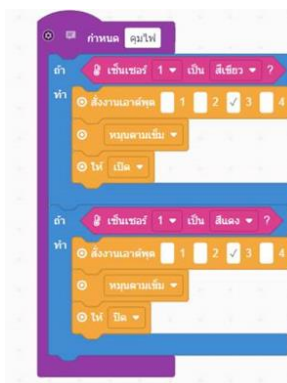 กำหนด คุมไฟ
ถ้า เซ็นเซอร์ 1 เป็น สีเขียว ?
ทำ สั่งงานเอาต์พุต 1 2 3 4
หมุนตามเข็ม
ให้ เปิด
ถ้า เซ็นเซอร์ 1 เป็น สีแดง ?
ทำ สั่งงานเอาต์พุต 1 2 3 4
หมุนตามเข็ม
ให้ ปิด